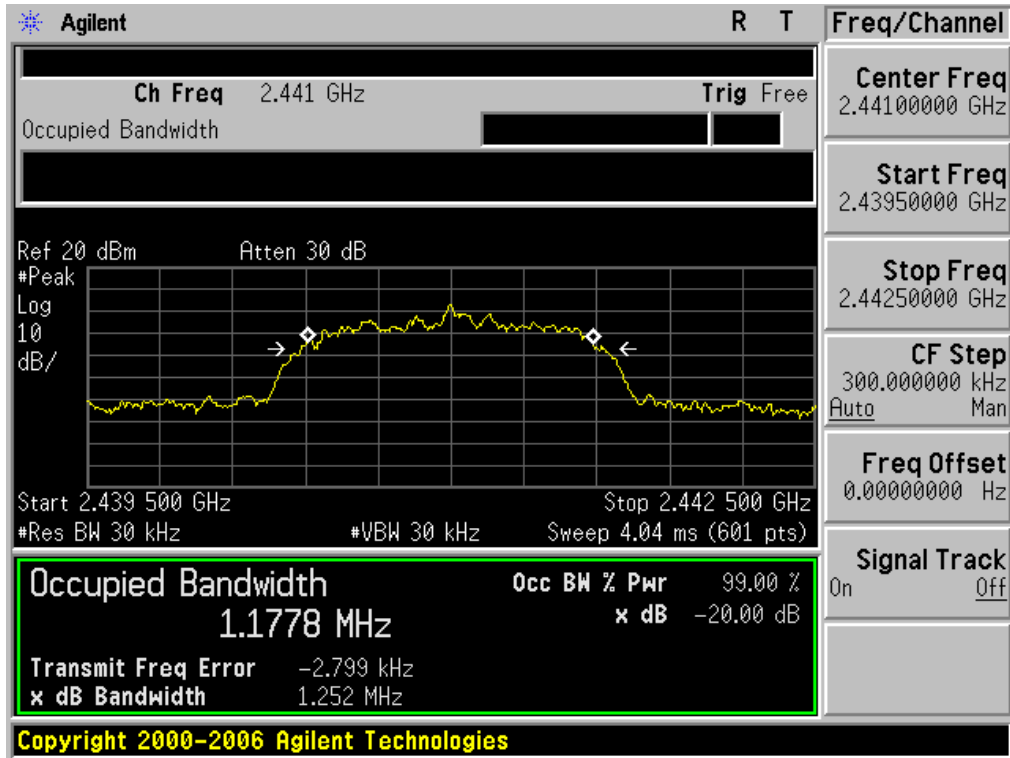 Agilent R T Freq/Channel
Ch Freq 2.441 GHz Trig Free
Occupied Bandwidth
Center Freq
2.44100000 GHz
Start Freq
2.43950000 GHz
Stop Freq
2.44250000 GHz
CF Step
300.000000 kHz
Auto Man
Freq Offset
0.00000000 Hz
Signal Track
On Off
Ref 20 dBm Atten 30 dB
#Peak
Log
10
dB/
Start 2.439 500 GHz Stop 2.442 500 GHz
#Res BW 30 kHz #VBW 30 kHz Sweep 4.04 ms (601 pts)
Occupied Bandwidth Occ BW % Pwr 99.00 %
1.1778 MHz x dB -20.00 dB
Transmit Freq Error -2.799 kHz
x dB Bandwidth 1.252 MHz
Copyright 2000-2006 Agilent Technologies